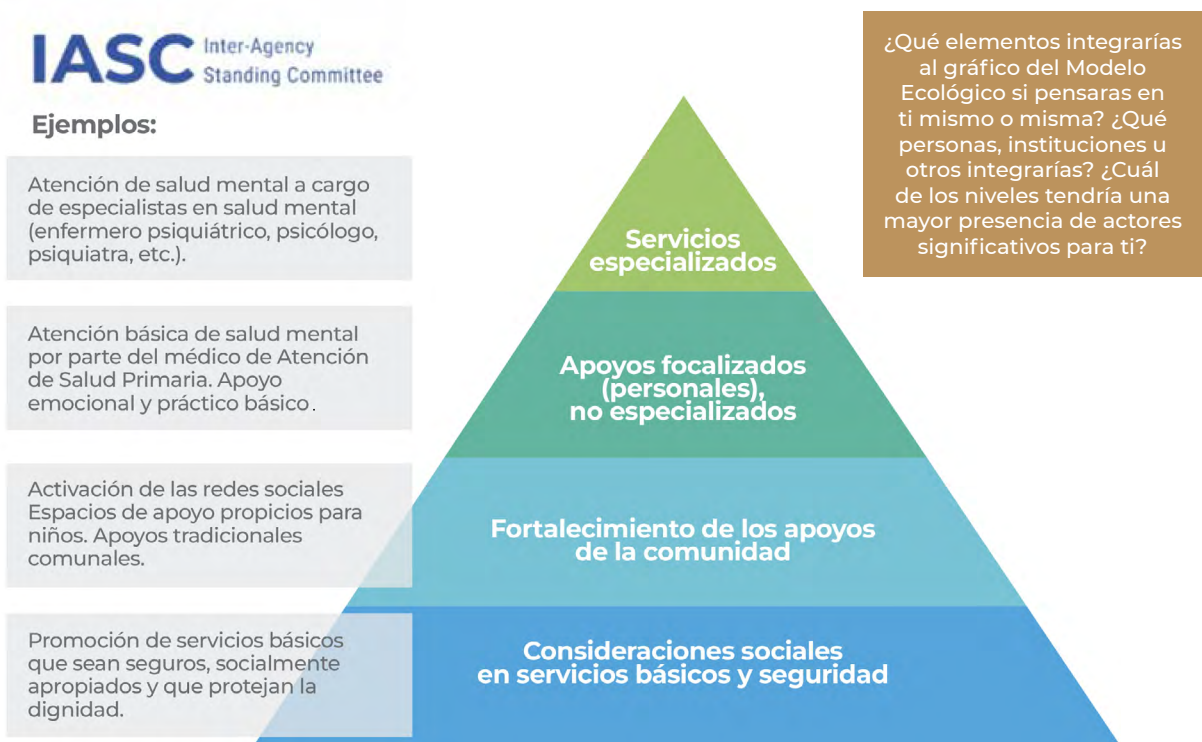 IASC Inter-Agency
Standing Committee
Ejemplos:
Atención de salud mental a cargo
de especialistas en salud mental
(enfermero psiquiátrico, psicólogo,
psiquiatra, etc.).
Servicios
especializados
Atención básica de salud mental
por parte del médico de Atención
de Salud Primaria. Apoyo
emocional y práctico básico.
Apoyos focalizados
(personales),
no especializados
Activación de las redes sociales
Espacios de apoyo propicios para
niños. Apoyos tradicionales
comunales.
Fortalecimiento de los apoyos
de la comunidad
Promoción de servicios básicos
que sean seguros, socialmente
apropiados y que protejan la
dignidad.
Consideraciones sociales
en servicios básicos y seguridad
¿Qué elementos integrarías
al gráfico del Modelo
Ecológico si pensaras en
ti mismo o misma? ¿Qué
personas, instituciones u
otros integrarías? ¿Cuál
de los niveles tendría una
mayor presencia de actores
significativos para ti?